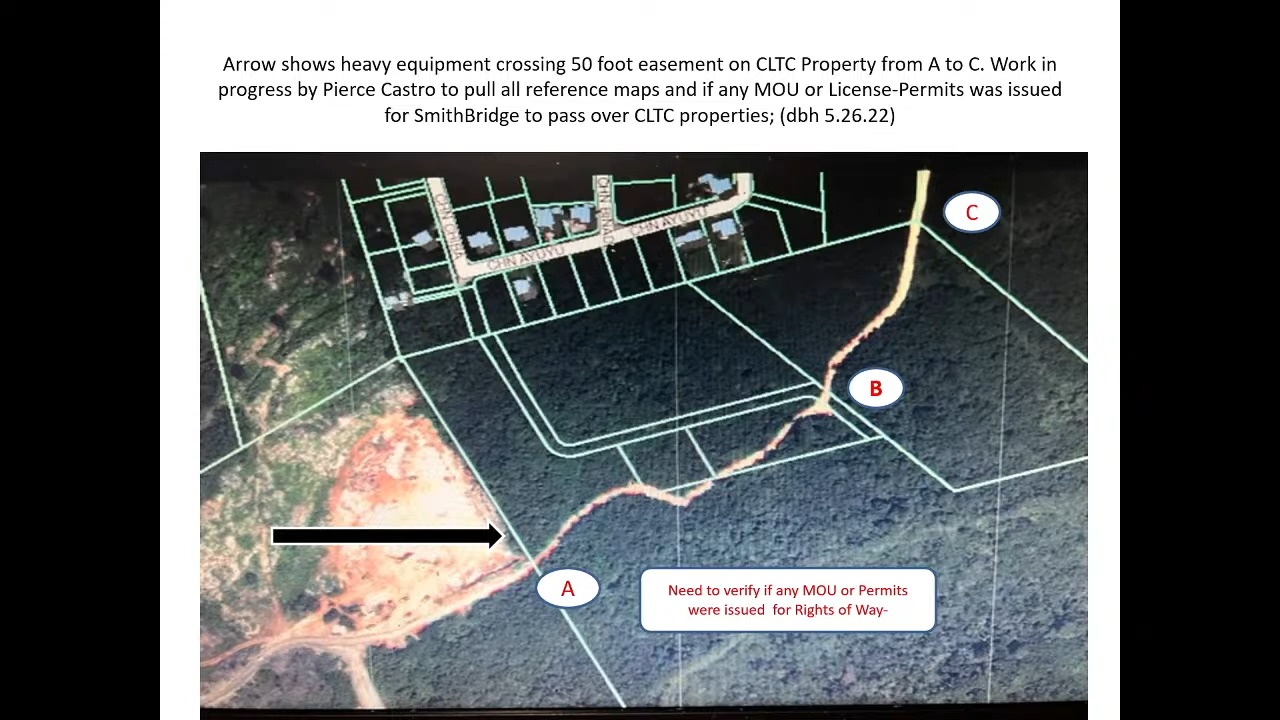 Arrow shows heavy equipment crossing 50 foot easement on CLTC Property from A to C. Work in
progress by Pierce Castro to pull all reference maps and if any MOU or License-Permits was issued
for SmithBridge to pass over CLTC properties; (dbh 5.26.22)
C
CHN AYUYU
CHN AYUYU
B
A
Need to verify if any MOU or Permits
were issued  for Rights of Way-